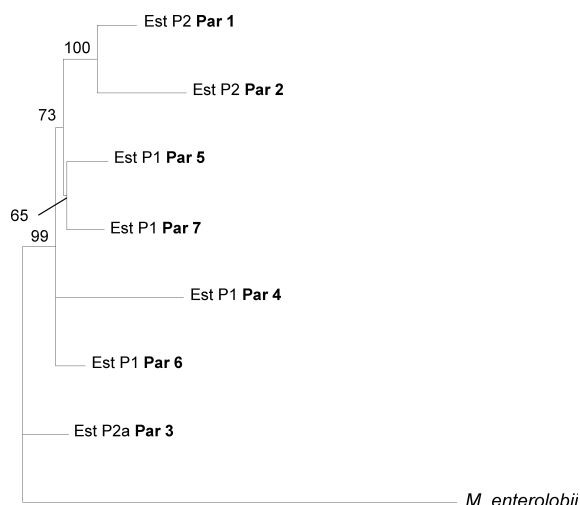 Est P2 Par 1
100
Est P2 Par 2
73
Est P1 Par 5
65
Est P1 Par 7
99
Est P1 Par 4
Est P1 Par 6
Est P2a Par 3
M. enterolobii